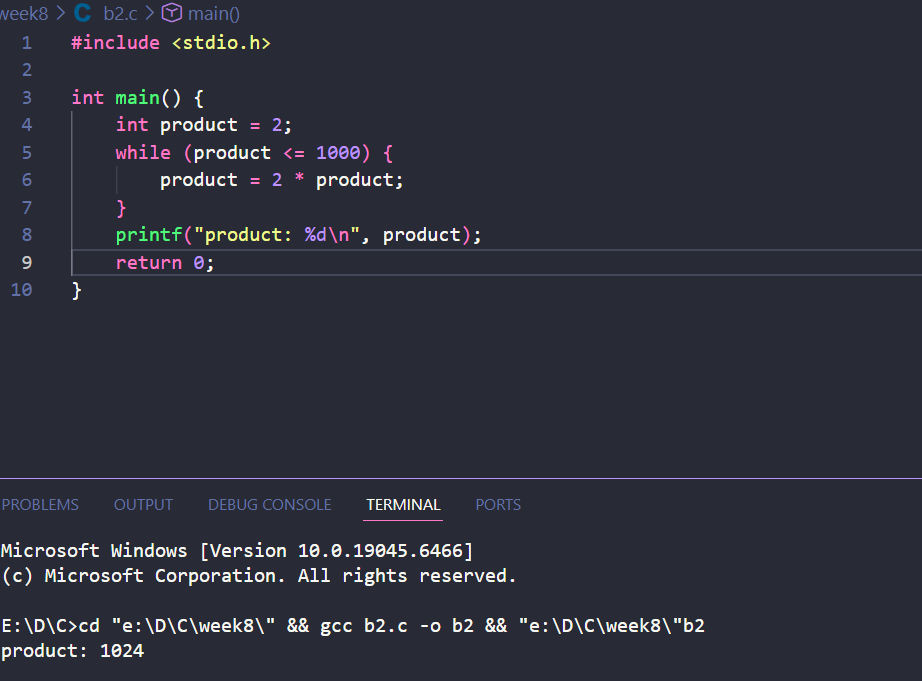 week8 > C b2.c > main()
1 #include <stdio.h>
2
3 int main() {
4     int product = 2;
5     while (product <= 1000) {
6         product = 2 * product;
7     }
8     printf("product: %d\n", product);
9     return 0;
10 }
PROBLEMS OUTPUT DEBUG CONSOLE TERMINAL PORTS
Microsoft Windows [Version 10.0.19045.6466]
(c) Microsoft Corporation. All rights reserved.
E:\D\C>cd "e:\D\C\week8\" && gcc b2.c -o b2 && "e:\D\C\week8\"b2
product: 1024